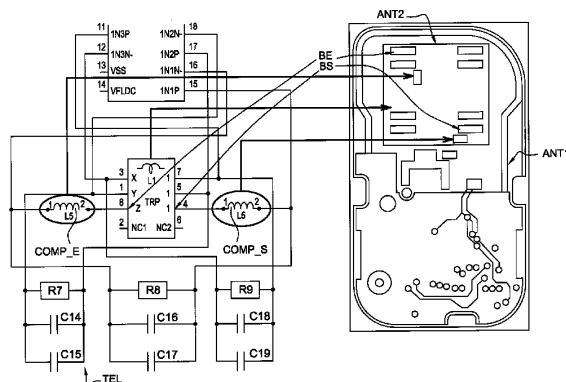 ANT2
11 1N3P 1N2N- 18
12 1N3N- 1N2P 17
13 VSS 1N1N- 16
14 VFLDC 1N1P 15
BE
BS
ANT1
L1
3 X 1 7
1 Y 5
8 Z 1 4
TRP
2 NC1 NC2 6
1 L5 2
1 L6 2
COMP_E
COMP_S
R7 R8 R9
C14 C16 C18
C15 C17 C19
TEL